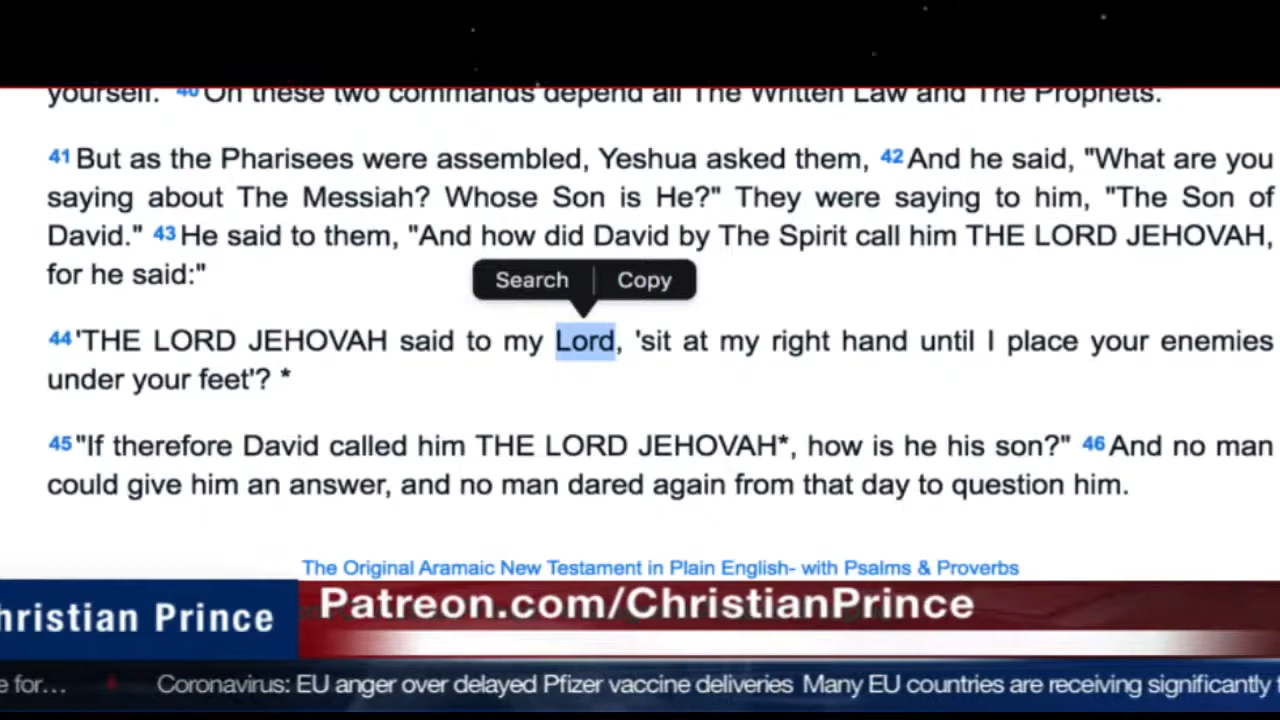 yourself. 40 On these two commands depend all The Written Law and The Prophets.
41 But as the Pharisees were assembled, Yeshua asked them, 42 And he said, "What are you
saying about The Messiah? Whose Son is He?" They were saying to him, "The Son of
David." 43 He said to them, "And how did David by The Spirit call him THE LORD JEHOVAH,
for he said:"
Search Copy
44 'THE LORD JEHOVAH said to my Lord, 'sit at my right hand until I place your enemies
under your feet'? *
45 "If therefore David called him THE LORD JEHOVAH*, how is he his son?" 46 And no man
could give him an answer, and no man dared again from that day to question him.
The Original Aramaic New Testament in Plain English- with Psalms & Proverbs
hristian Prince
Patreon.com/ChristianPrince
e for... Coronavirus: EU anger over delayed Pfizer vaccine deliveries Many EU countries are receiving significantly